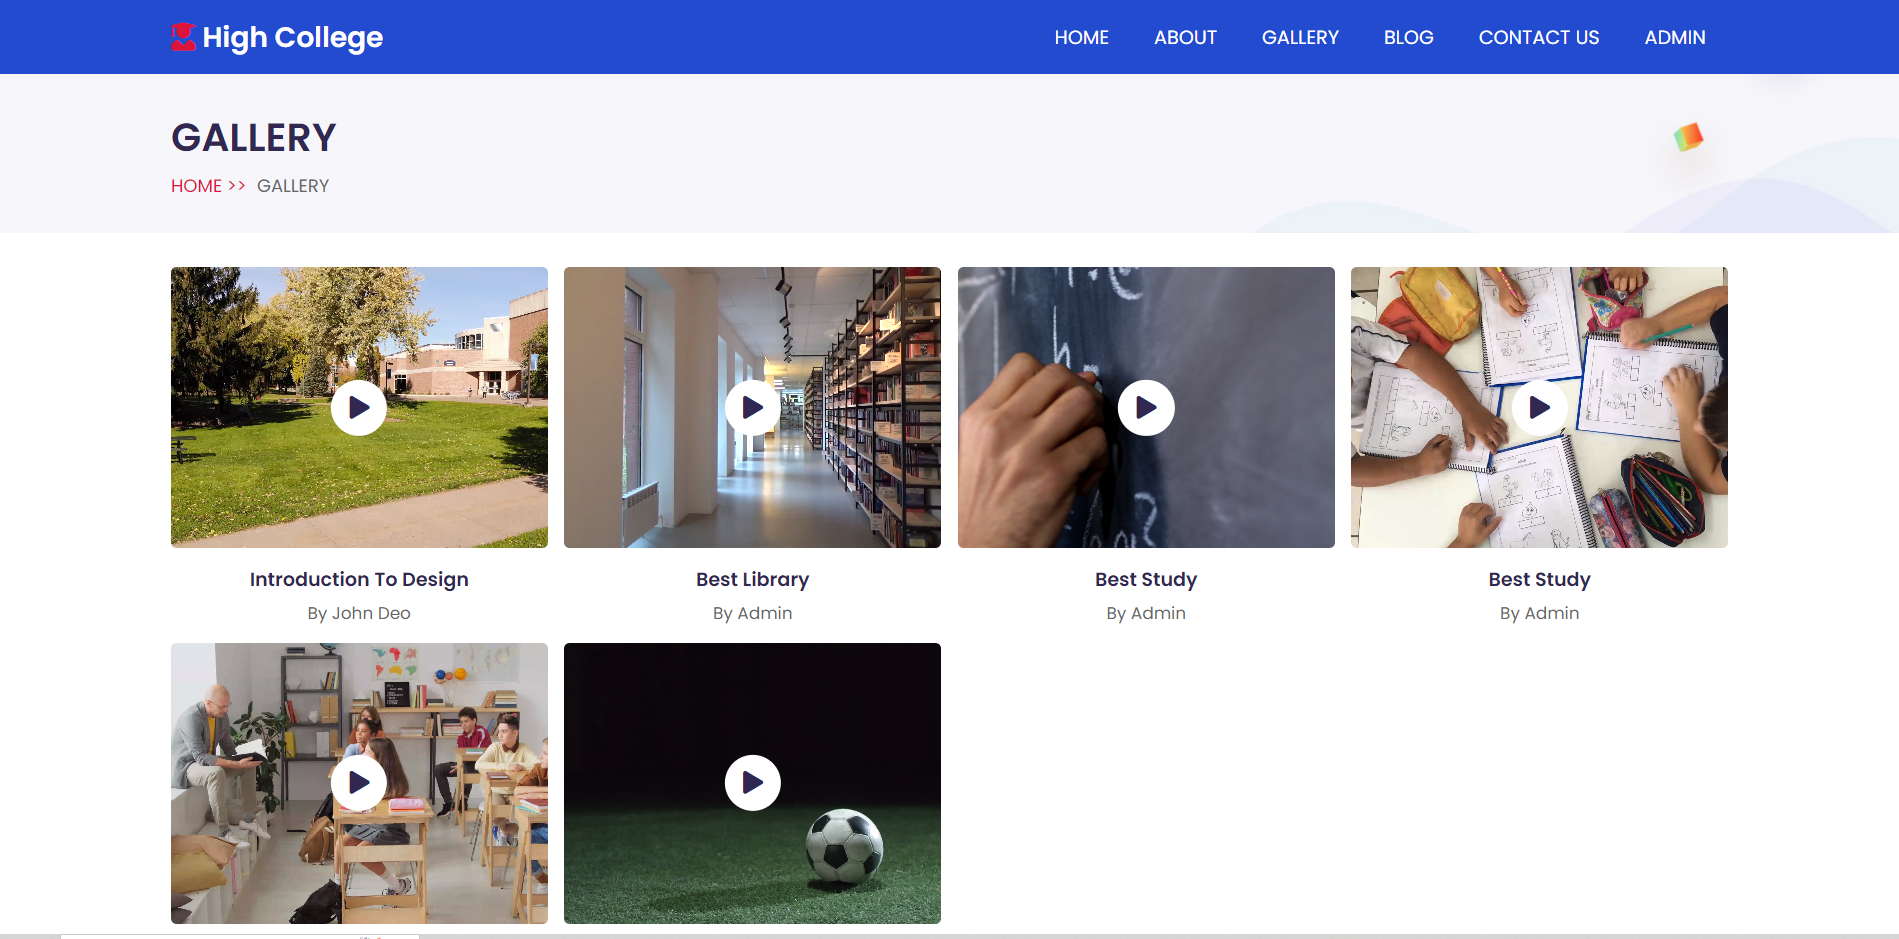 High College
HOME
ABOUT
GALLERY
BLOG
CONTACT US
ADMIN
GALLERY
HOME >> GALLERY
Introduction To Design
By John Deo
Best Library
By Admin
Best Study
By Admin
Best Study
By Admin